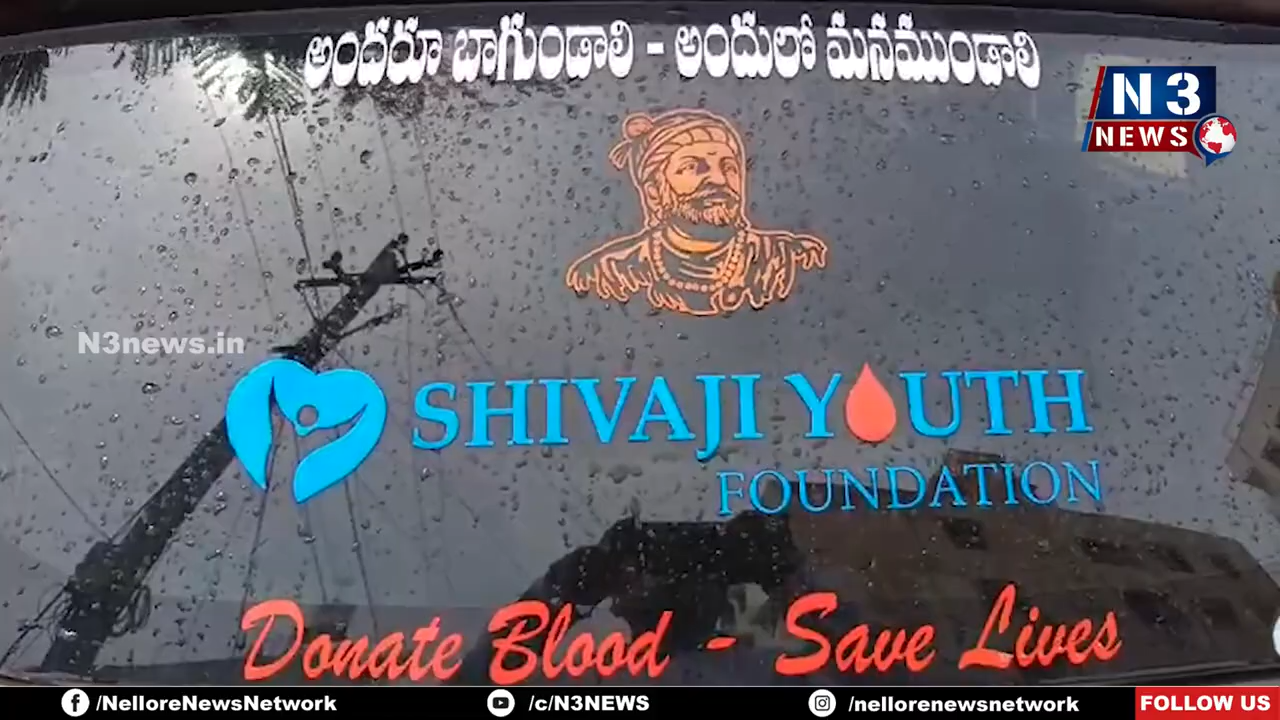 అందరూ బాగుండాలి - అందులో మనముండాలి
N3
NEWS
N3news.in
SHIVAJI YOUTH
FOUNDATION
Donate Blood - Save Lives
/NelloreNewsNetwork
/c/N3NEWS
/nellorenewsnetwork
FOLLOW US